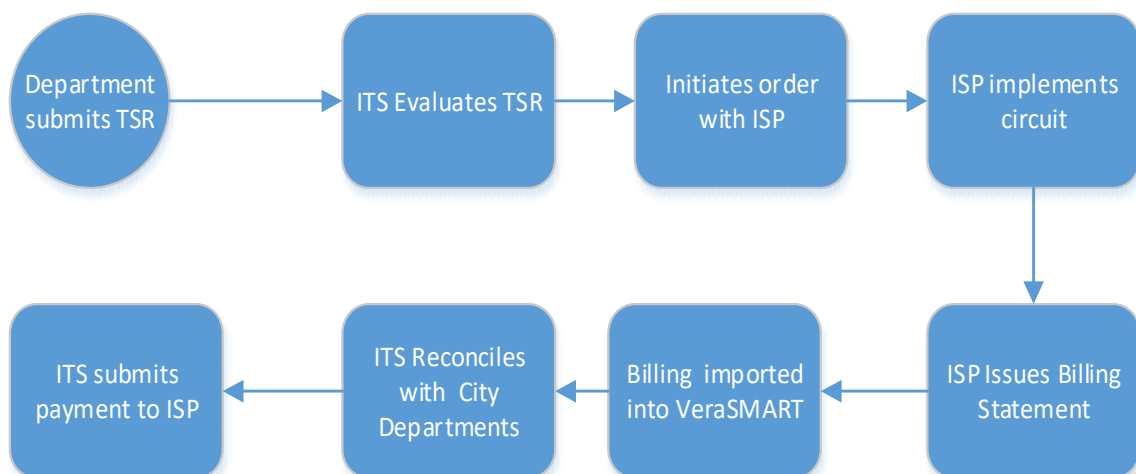 Department
submits TSR
ITS Evaluates TSR
Initiates order
with ISP
ISP implements
circuit
ISP Issues Billing
Statement
Billing imported
into VeraSMART
ITS Reconciles
with City
Departments
ITS submits
payment to ISP